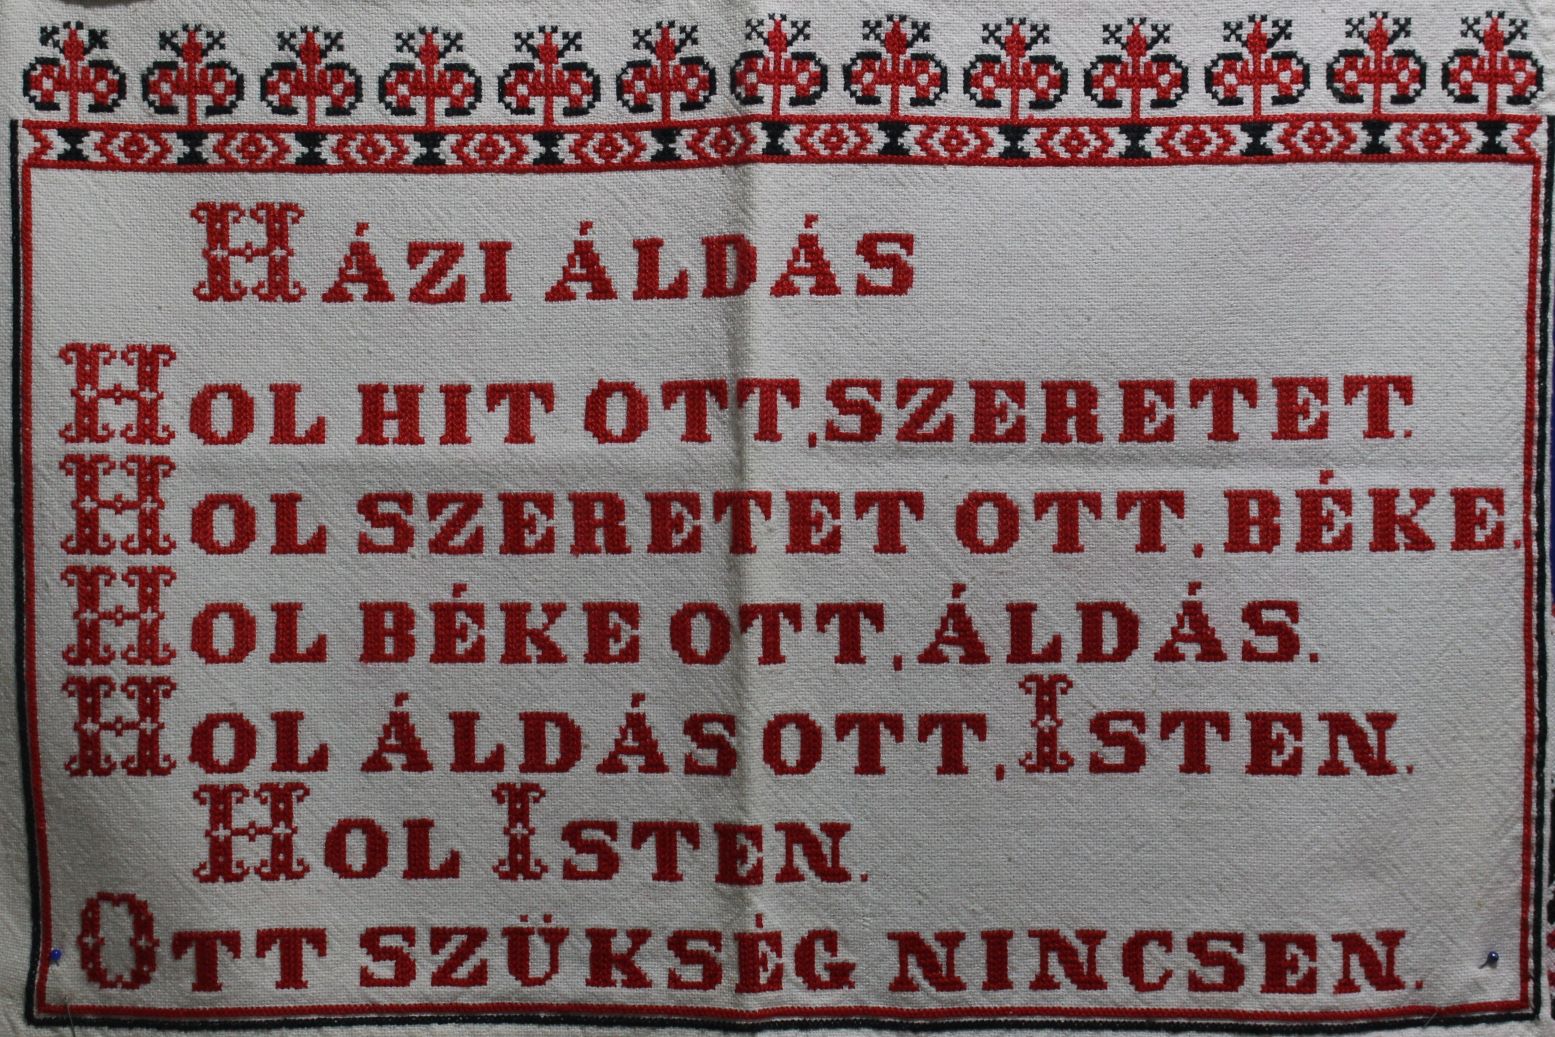 HÁZI ÁLDÁS
HOL HIT OTT, SZERETET.
HOL SZERETET OTT, BÉKE.
HOL BÉKE OTT, ÁLDÁS.
HOL ÁLDÁS OTT, ISTEN.
HOL ISTEN.
OTT SZÜKSÉG NINCSEN.